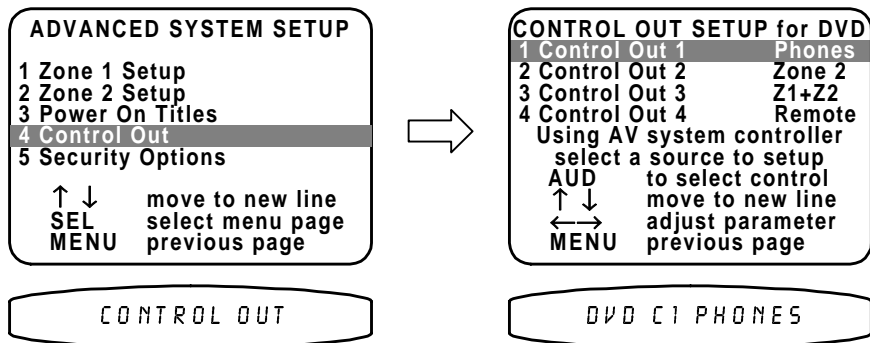 ADVANCED SYSTEM SETUP
1 Zone 1 Setup
2 Zone 2 Setup
3 Power On Titles
4 Control Out
5 Security Options
↑ ↓ move to new line
SEL select menu page
MENU previous page
CONTROL OUT
CONTROL OUT SETUP for DVD
1 Control Out 1 Phones
2 Control Out 2 Zone 2
3 Control Out 3 Z1+Z2
4 Control Out 4 Remote
Using AV system controller
select a source to setup
AUD to select control
↑ ↓ move to new line
←→ adjust parameter
MENU previous page
DVD C1 PHONES